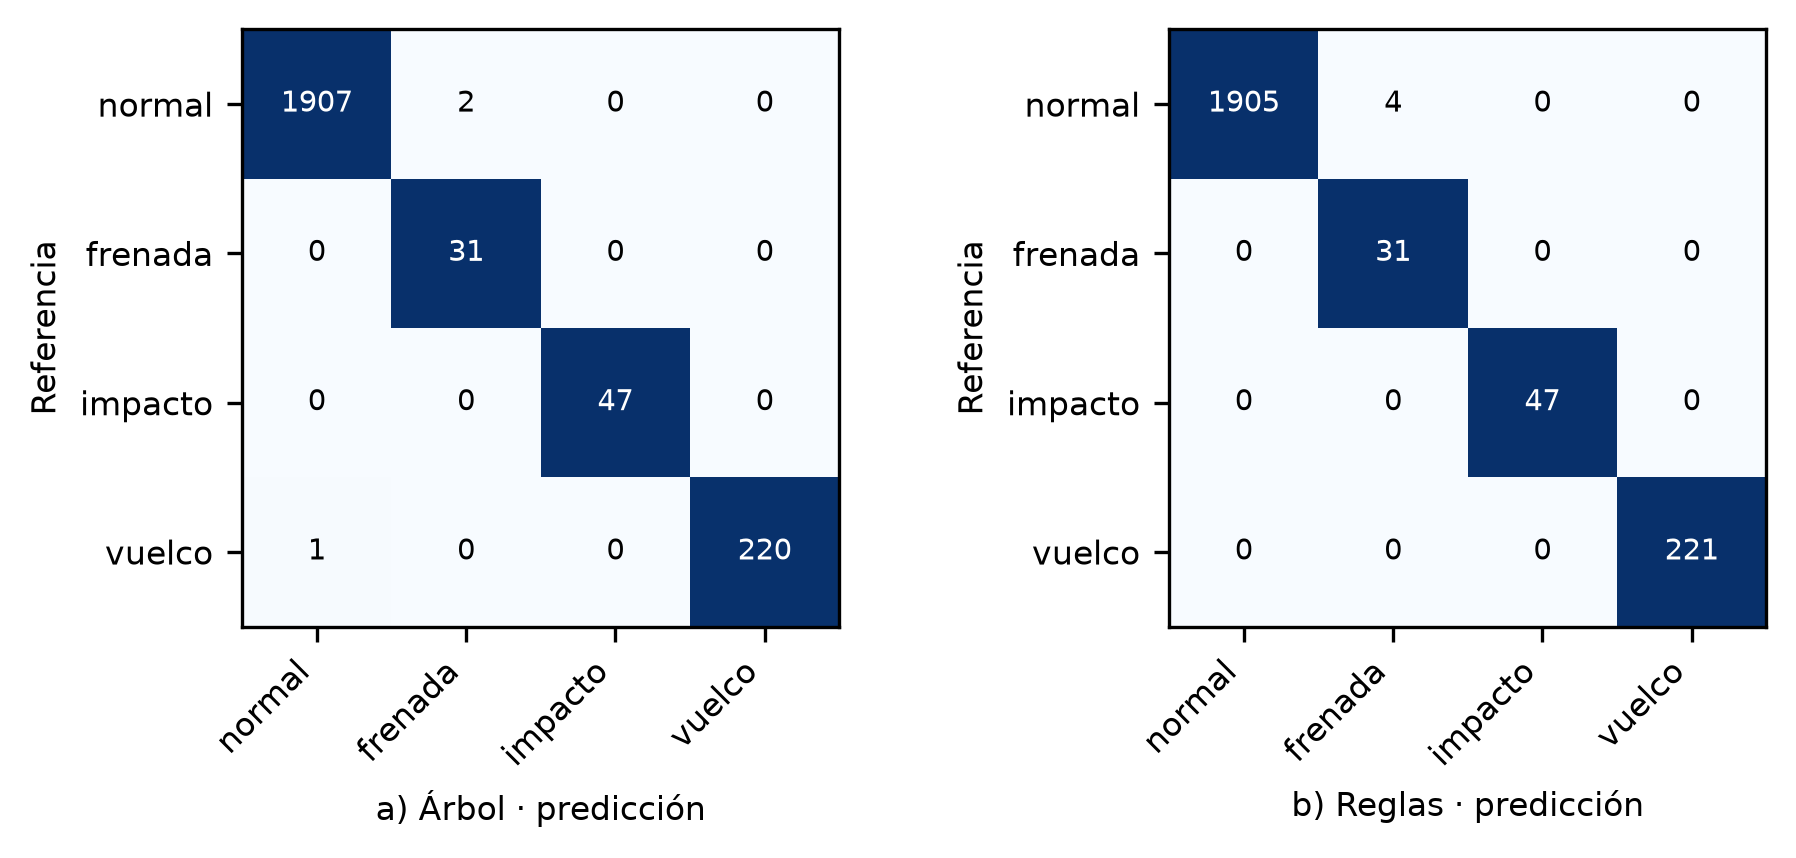 Referencia
normal 1907 2 0 0
frenada 0 31 0 0
impacto 0 0 47 0
vuelco 1 0 0 220
normal frenada impacto vuelco
a) Árbol · predicción
Referencia
normal 1905 4 0 0
frenada 0 31 0 0
impacto 0 0 47 0
vuelco 0 0 0 221
normal frenada impacto vuelco
b) Reglas · predicción